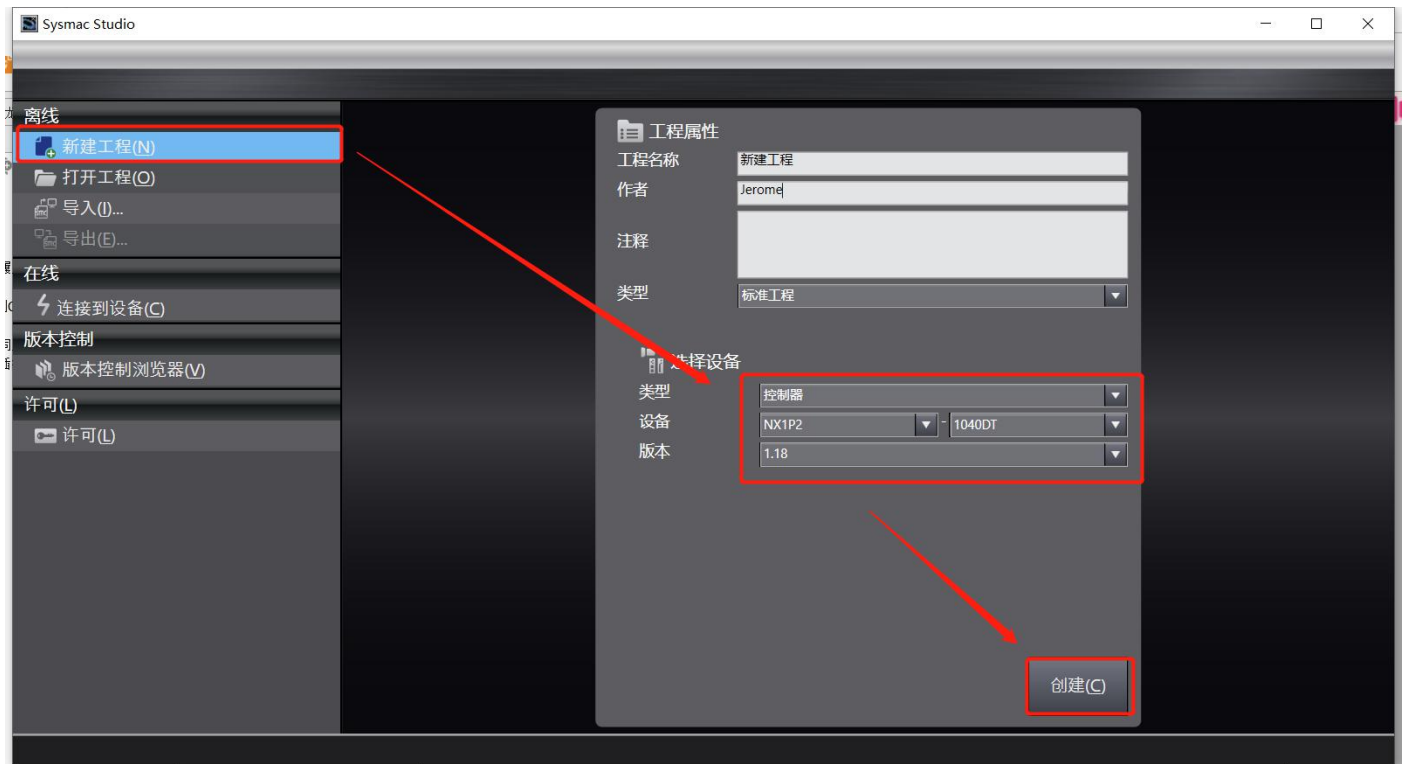 Sysmac Studio
离线
新建工程(N)
打开工程(O)
导入(I)...
导出(E)...
在线
连接到设备(C)
版本控制
版本控制浏览器(V)
许可(L)
许可(L)
工程属性
工程名称 新建工程
作者 Jerome
注释
类型 标准工程
选择设备
类型 控制器
设备 NX1P2 - 1040DT
版本 1.18
创建(C)